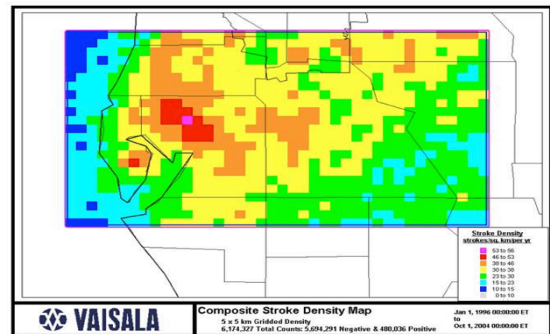 Stroke Density
strokes/sq. km/per yr
53 to 56
46 to 53
38 to 46
30 to 38
23 to 30
15 to 23
10 to 15
0 to 10
VAISALA
Composite Stroke Density Map
5 x 5 km Gridded Density
6,174,327 Total Counts: 5,694,291 Negative & 480,036 Positive
Jan 1, 1996 00:00:00 ET
to
Oct 1, 2004 00:00:00 ET